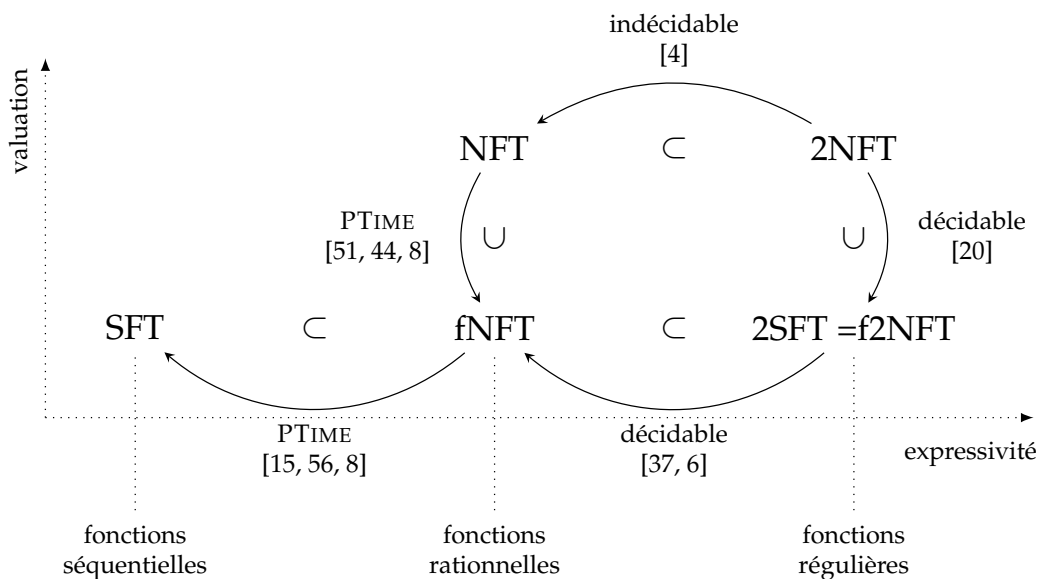 indécidable
[4]
valuation
NFT
⊂
2NFT
PTIME
[51, 44, 8]
∪
∪
décidable
[20]
SFT
⊂
fNFT
⊂
2SFT =f2NFT
PTIME
[15, 56, 8]
décidable
[37, 6]
expressivité
fonctions
séquentielles
fonctions
rationnelles
fonctions
régulières